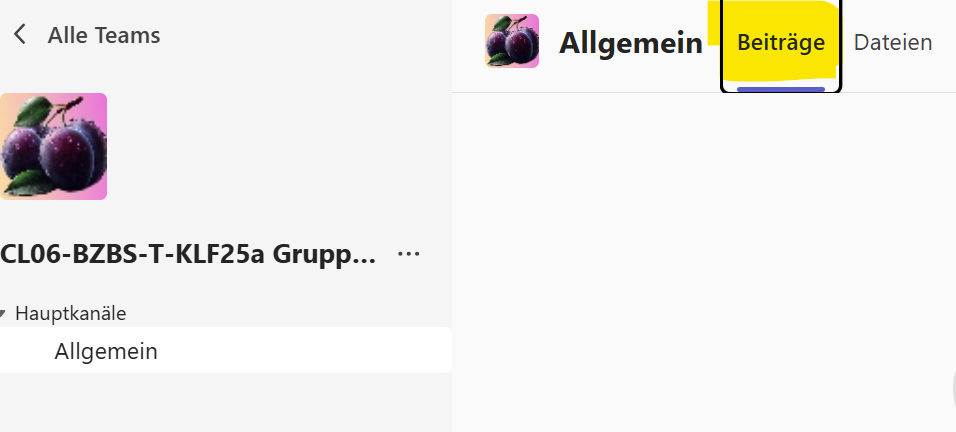 Alle Teams
Allgemein Beiträge Dateien
CL06-BZBS-T-KLF25a Grupp... ...
Hauptkanäle
Allgemein